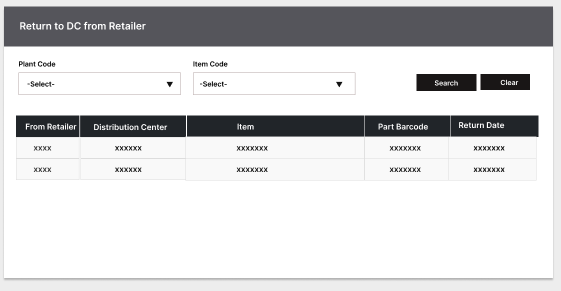 Return to DC from Retailer
Plant Code Item Code
-Select- -Select- Search Clear
From Retailer Distribution Center Item Part Barcode Return Date
xxxx xxxxxx xxxxxxx xxxxxxx xxxxxxx
xxxx xxxxxx xxxxxxx xxxxxxx xxxxxxx